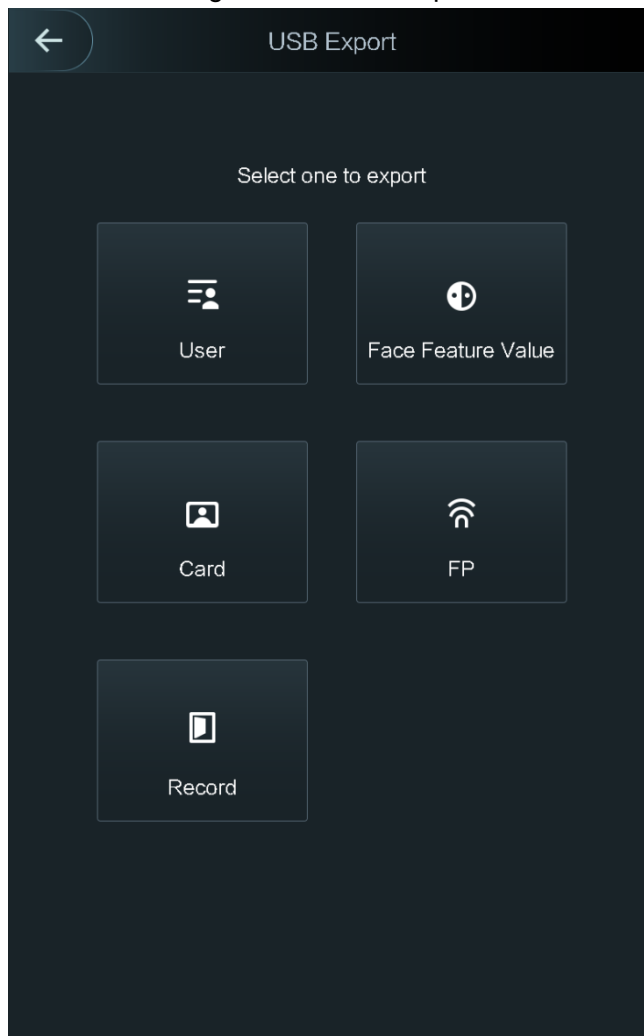 USB Export
Select one to export
User
Face Feature Value
Card
FP
Record